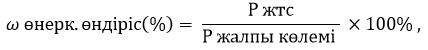 ω өнерк. өндіріс(%) = P жтс / P жалпы көлемі × 100% ,